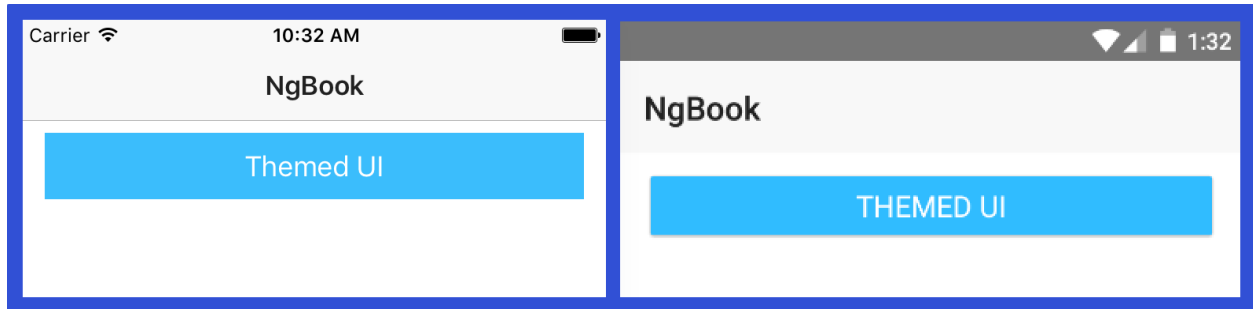 Carrier
10:32 AM
NgBook
Themed UI
1:32
NgBook
THEMED UI